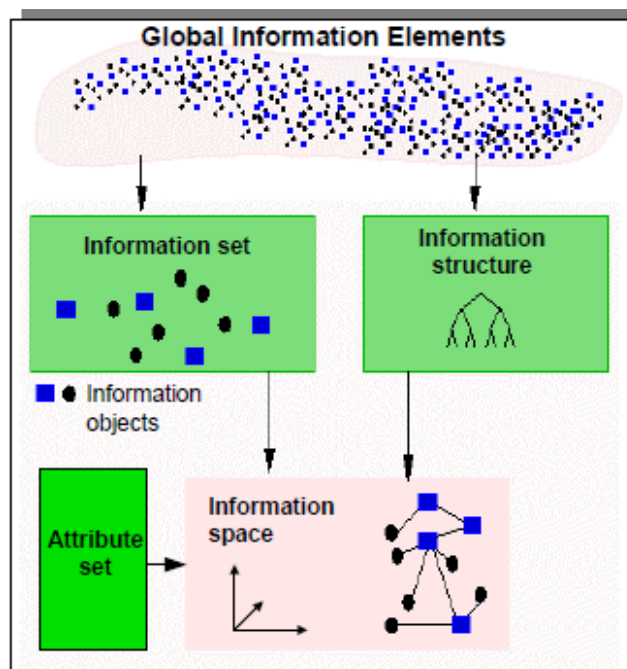 Global Information Elements
Information set
Information
structure
Information
objects
Attribute
set
Information
space